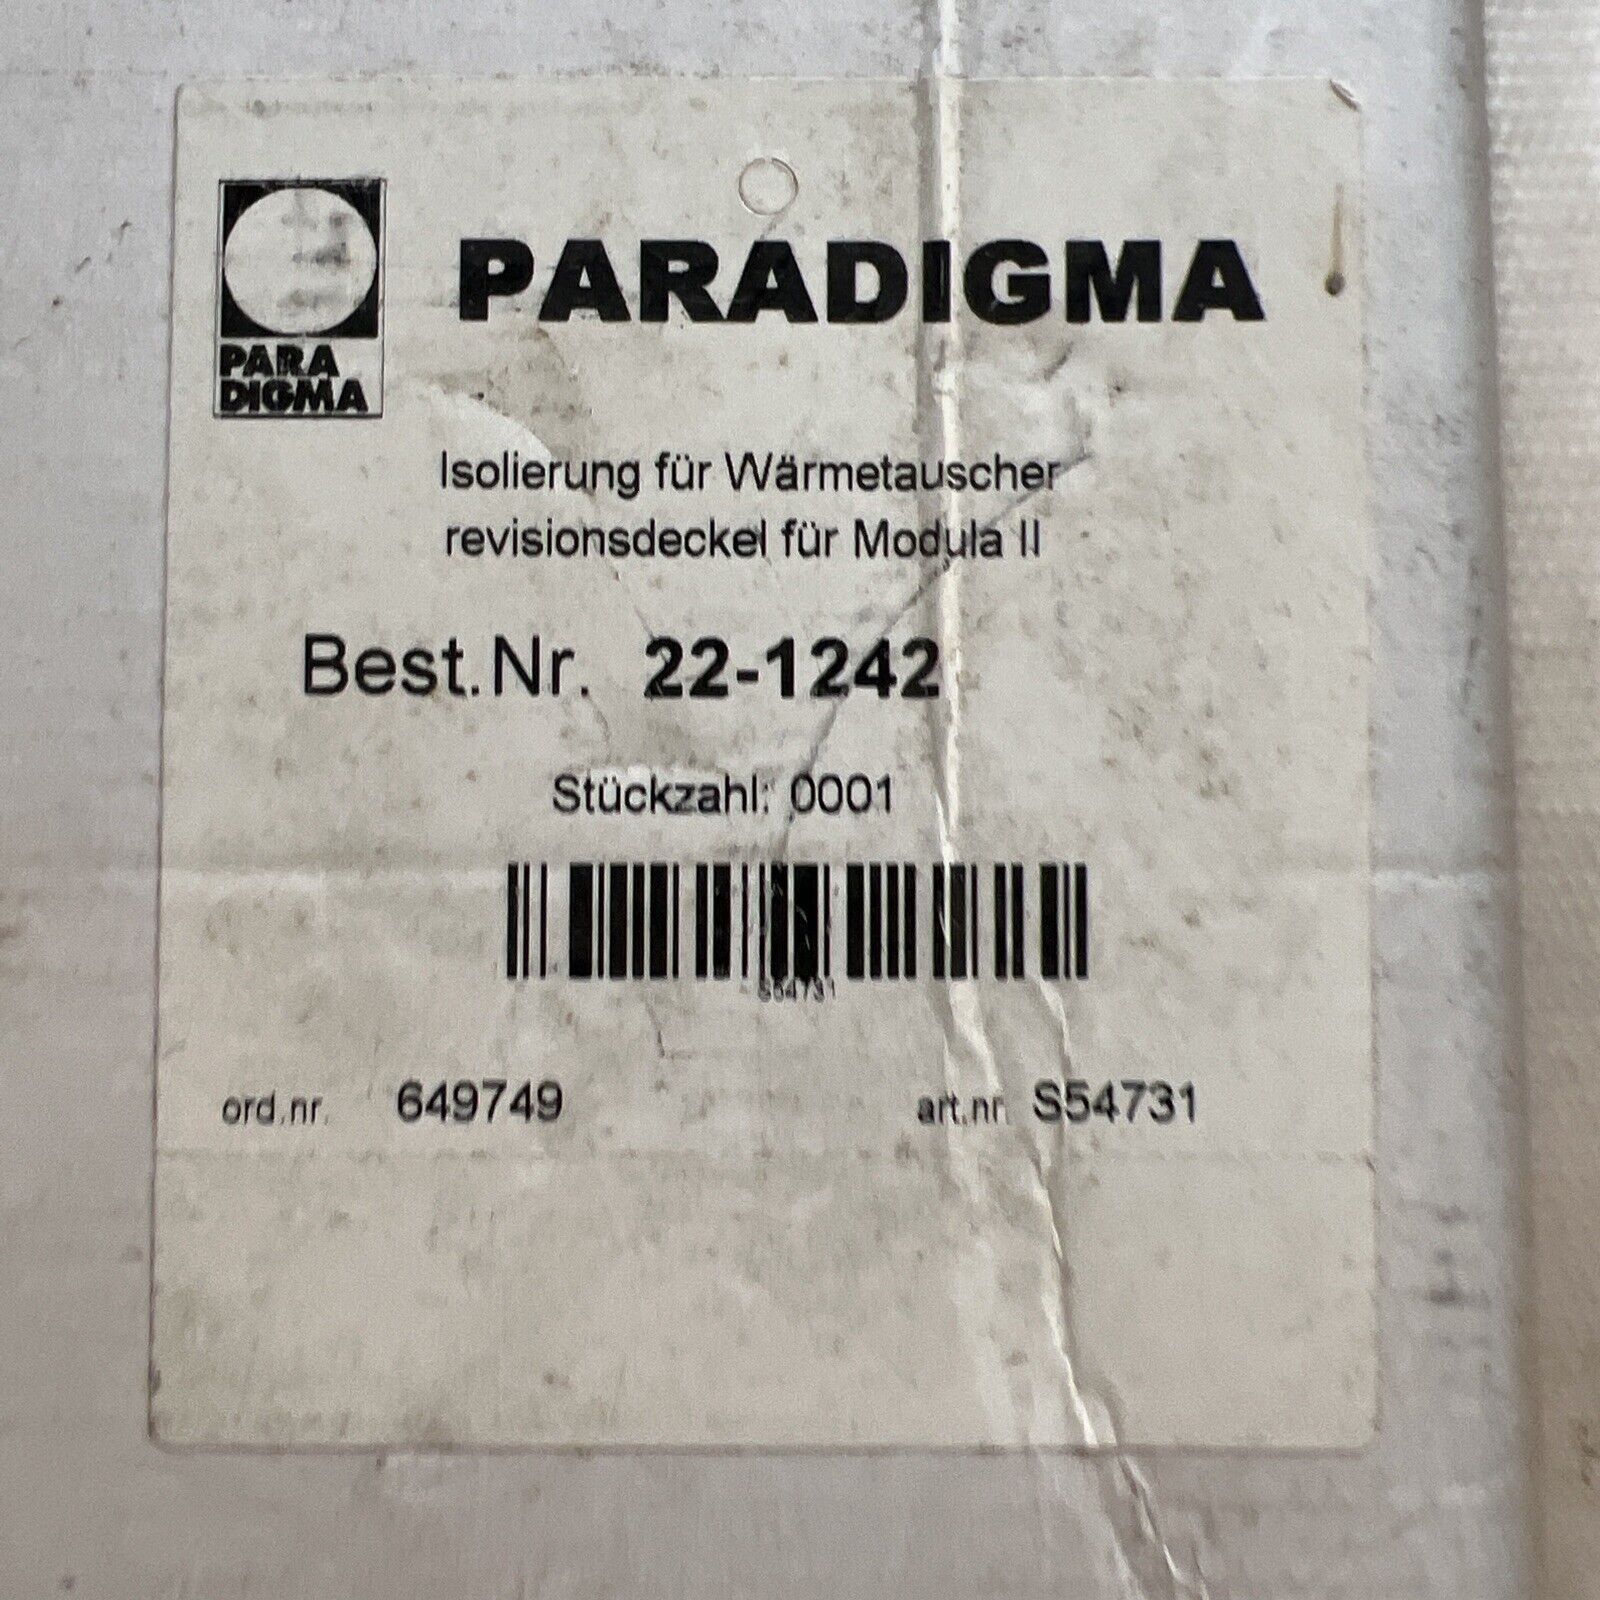 PARA
DIGMA
PARADIGMA
Isolierung für Wärmetauscher
revisionsdeckel für Modula II
Best.Nr. 22-1242
Stückzahl: 0001
S54731
ord.nr. 649749
art.nr. S54731